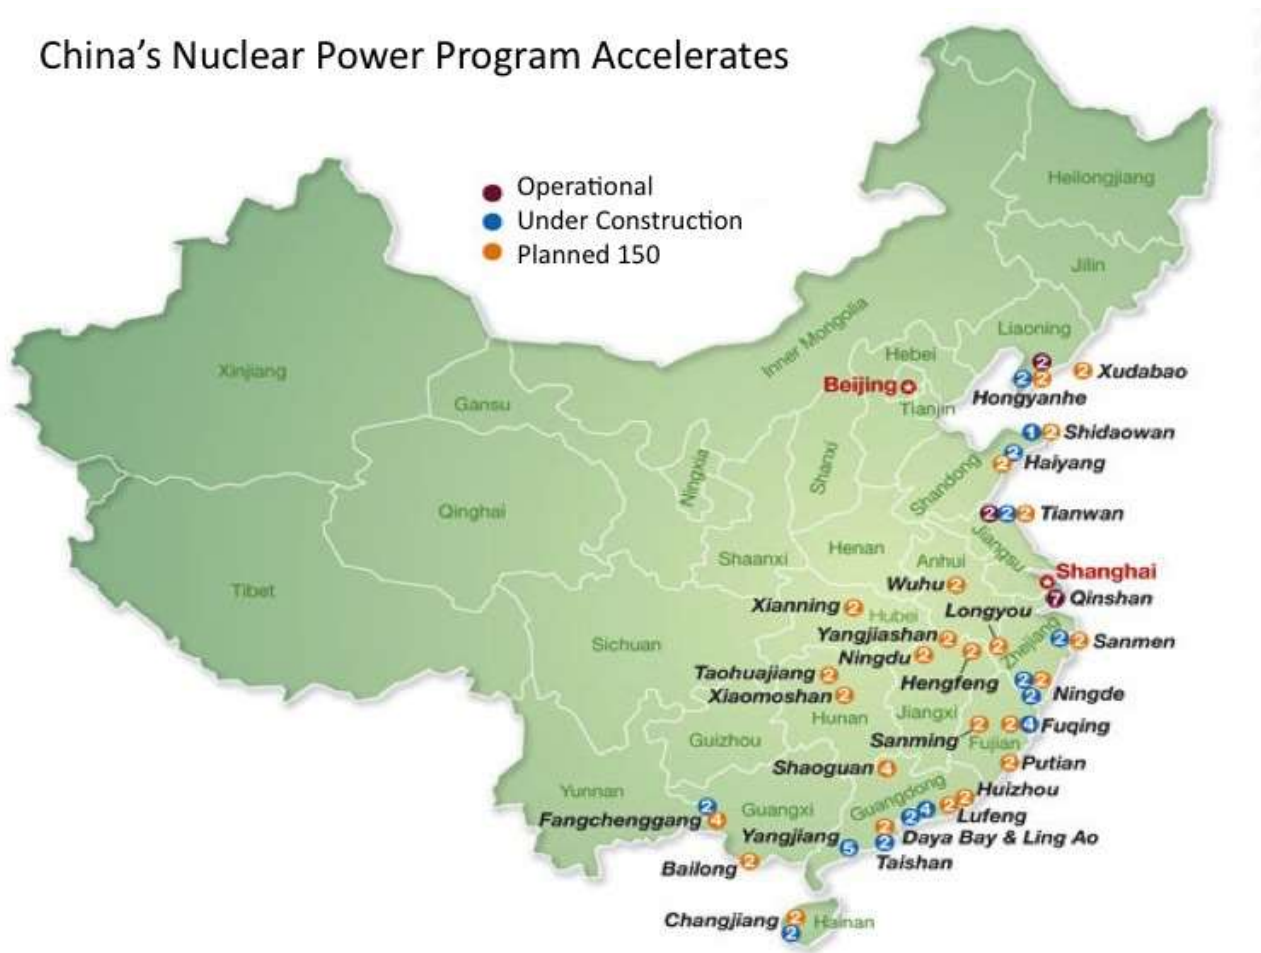 China's Nuclear Power Program Accelerates
Operational
Under Construction
Planned 150
Heilongjiang
Jilin
Liaoning
Inner Mongolia
Hebei
2
2 2
2 Xudabao
Hongyanhe
Xinjiang
Beijing
Gansu
Tianjin
1 2 Shidaowan
2
2 Haiyang
Ningxia
Shanxi
Shandong
Qinghai
2 2 2 Tianwan
Jiangsu
Shaanxi
Henan
Anhui
Shanghai
Tibet
Wuhu 2
7 Qinshan
Xianning 2
Hubei
Longyou
2
Yangjiashan 2
Zhejiang
2 2 Sanmen
Sichuan
Ningdu 2
2
Hengfeng
Taohuajiang 2
2 2
2 Ningde
Xiaomoshan 2
Hunan
Jiangxi
Guizhou
Sanming 2
Fujian
2 4 Fuqing
Shaoguan 4
2 Putian
Yunnan
Guangxi
Guangdong
2 Huizhou
2 Lufeng
2
Fangchenggang 4
2 4
Daya Bay & Ling Ao
Yangjiang 5
2
2
Taishan
Bailong 2
Changjiang 2
2
Hainan